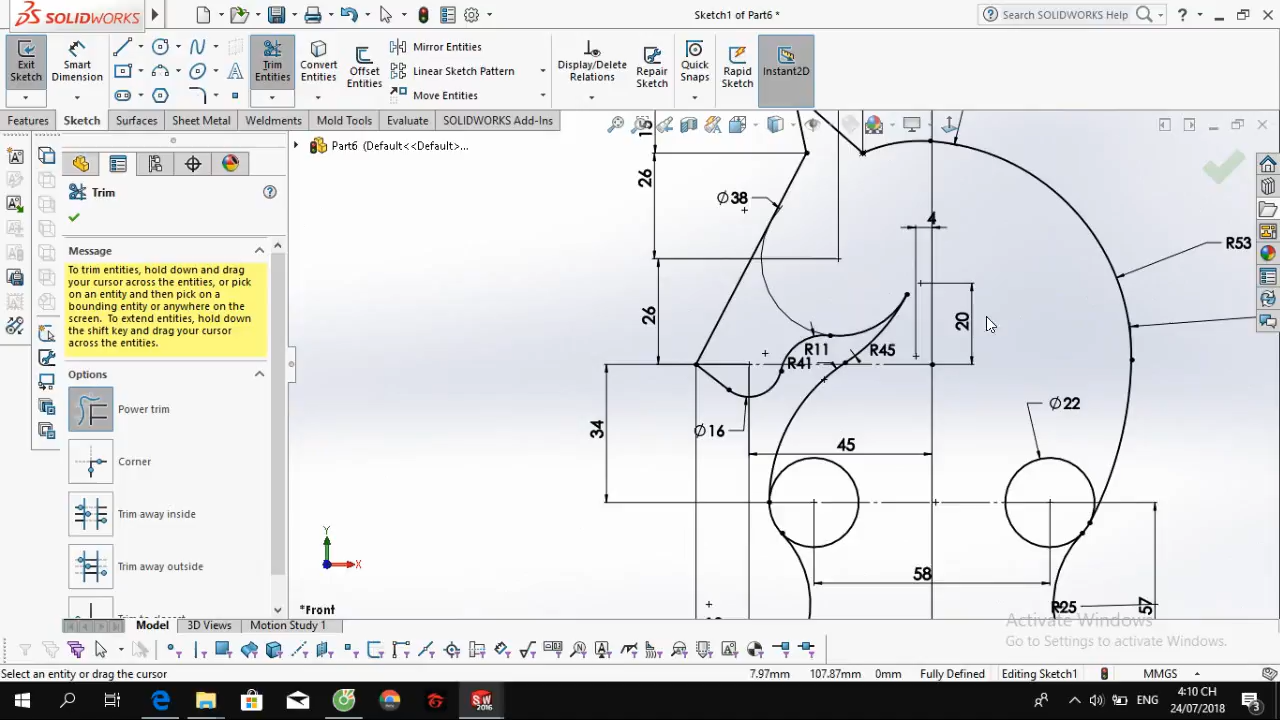 SOLIDWORKS
Sketch1 of Part6 *
Search SOLIDWORKS Help
Exit Sketch
Smart Dimension
Trim Entities
Convert Entities
Offset Entities
Mirror Entities
Linear Sketch Pattern
Move Entities
Display/Delete Relations
Repair Sketch
Quick Snaps
Rapid Sketch
Instant2D
Features
Sketch
Surfaces
Sheet Metal
Weldments
Mold Tools
Evaluate
SOLIDWORKS Add-Ins
Part6 (Default<<Default>...
Trim
Message
To trim entities, hold down and drag
your cursor across the entities, or pick
on an entity and then pick on a
bounding entity or anywhere on the
screen. To extend entities, hold down
the shift key and drag your cursor
across the entities.
Options
Power trim
Corner
Trim away inside
Trim away outside
15
26
Ø38
4
R53
26
20
R11
R45
R41
34
Ø16
45
Ø22
58
R25
57
Y
X
*Front
Activate Windows
Go to Settings to activate Windows.
Model
3D Views
Motion Study 1
Select an entity or drag the cursor
7.97mm
107.87mm
0mm
Fully Defined
Editing Sketch1
MMGS
SW
2016
ENG
4:10 CH
24/07/2018
3